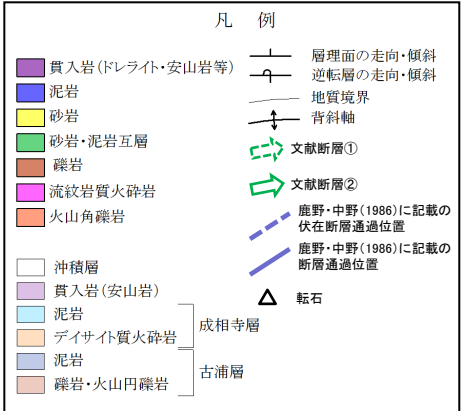 凡 例
貫入岩(ドレライト・安山岩等)
泥岩
砂岩
砂岩・泥岩互層
礫岩
流紋岩質火砕岩
火山角礫岩
沖積層
貫入岩(安山岩)
泥岩
デイサイト質火砕岩
成相寺層
泥岩
礫岩・火山円礫岩
古浦層
層理面の走向・傾斜
逆転層の走向・傾斜
地質境界
背斜軸
文献断層①
文献断層②
鹿野・中野(1986)に記載の
伏在断層通過位置
鹿野・中野(1986)に記載の
断層通過位置
転石